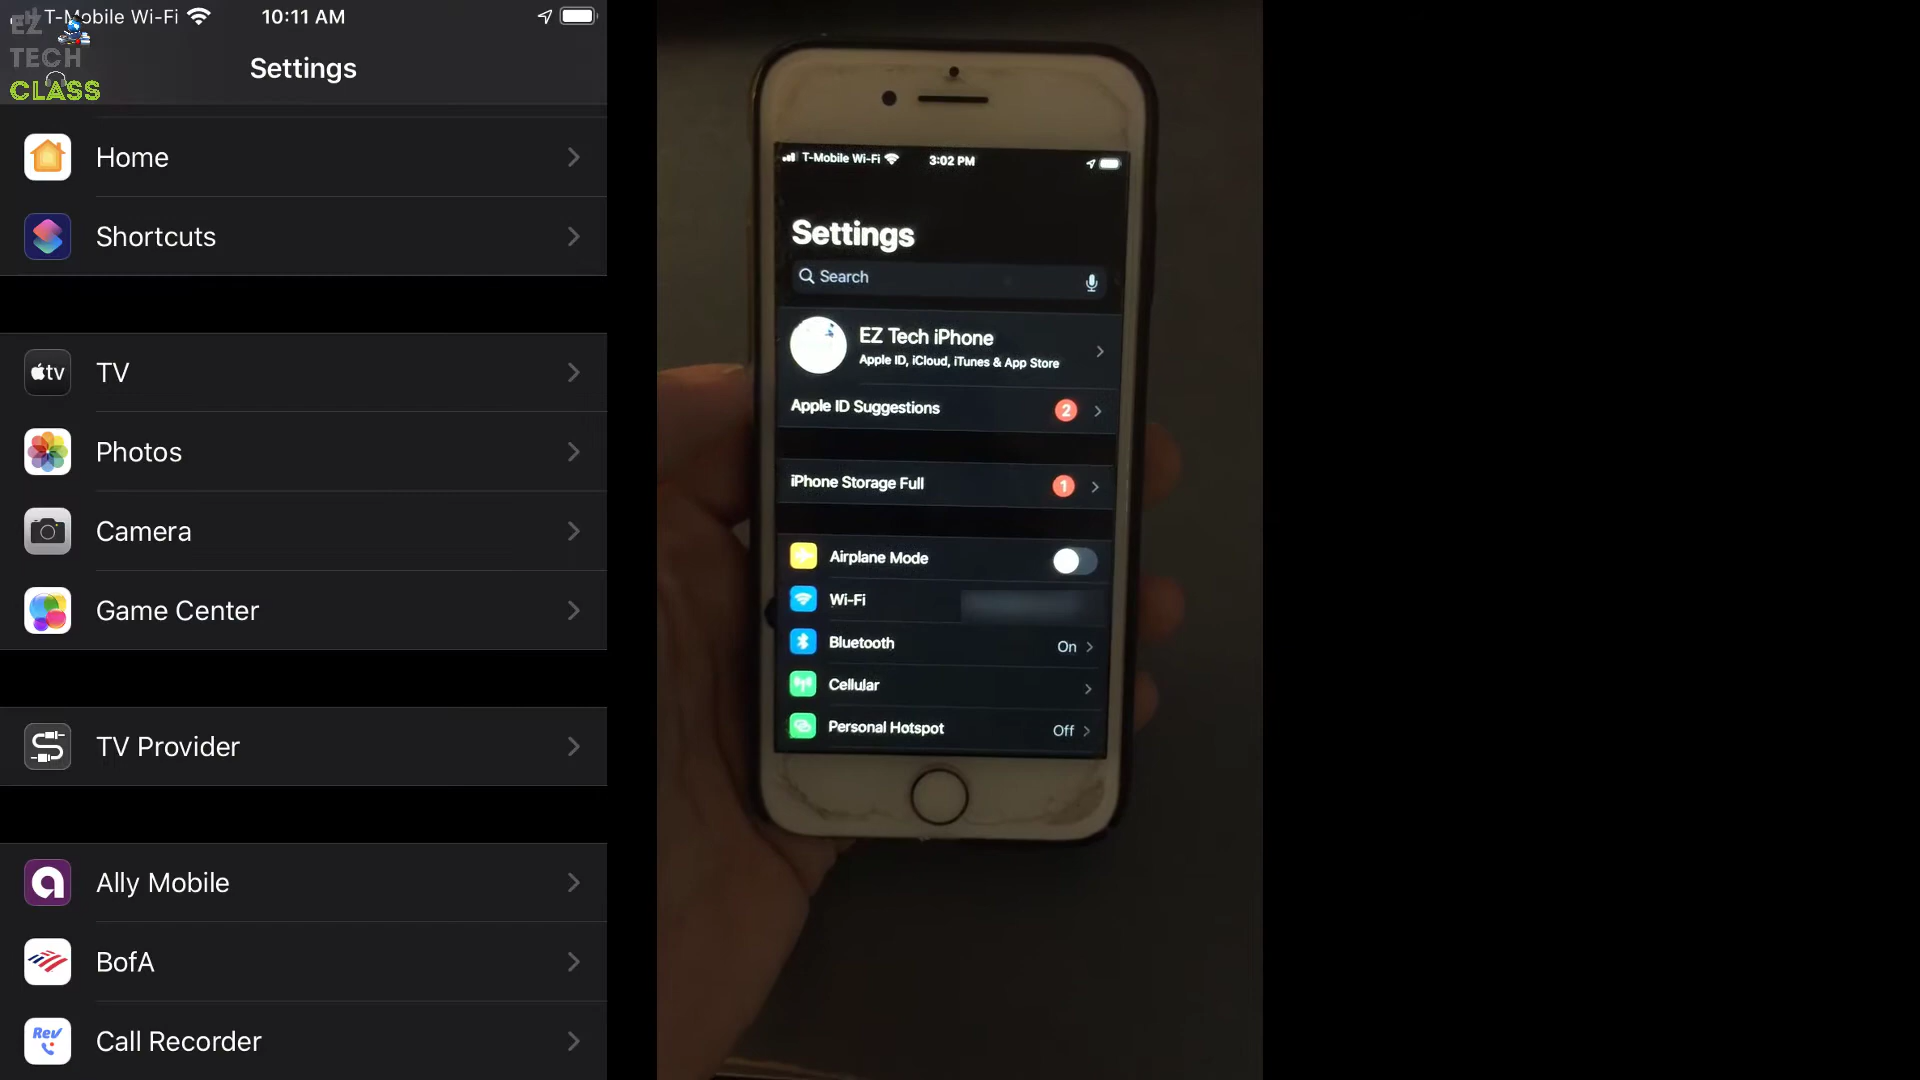 T-Mobile Wi-Fi 10:11 AM
EZ
TECH
CLASS
Settings
Home
Shortcuts
tv TV
Photos
Camera
Game Center
TV Provider
Ally Mobile
BofA
Rev Call Recorder
T-Mobile Wi-Fi 3:02 PM
Settings
Search
EZ Tech iPhone
Apple ID, iCloud, iTunes & App Store
Apple ID Suggestions 2
iPhone Storage Full 1
Airplane Mode
Wi-Fi
Bluetooth On
Cellular
Personal Hotspot Off